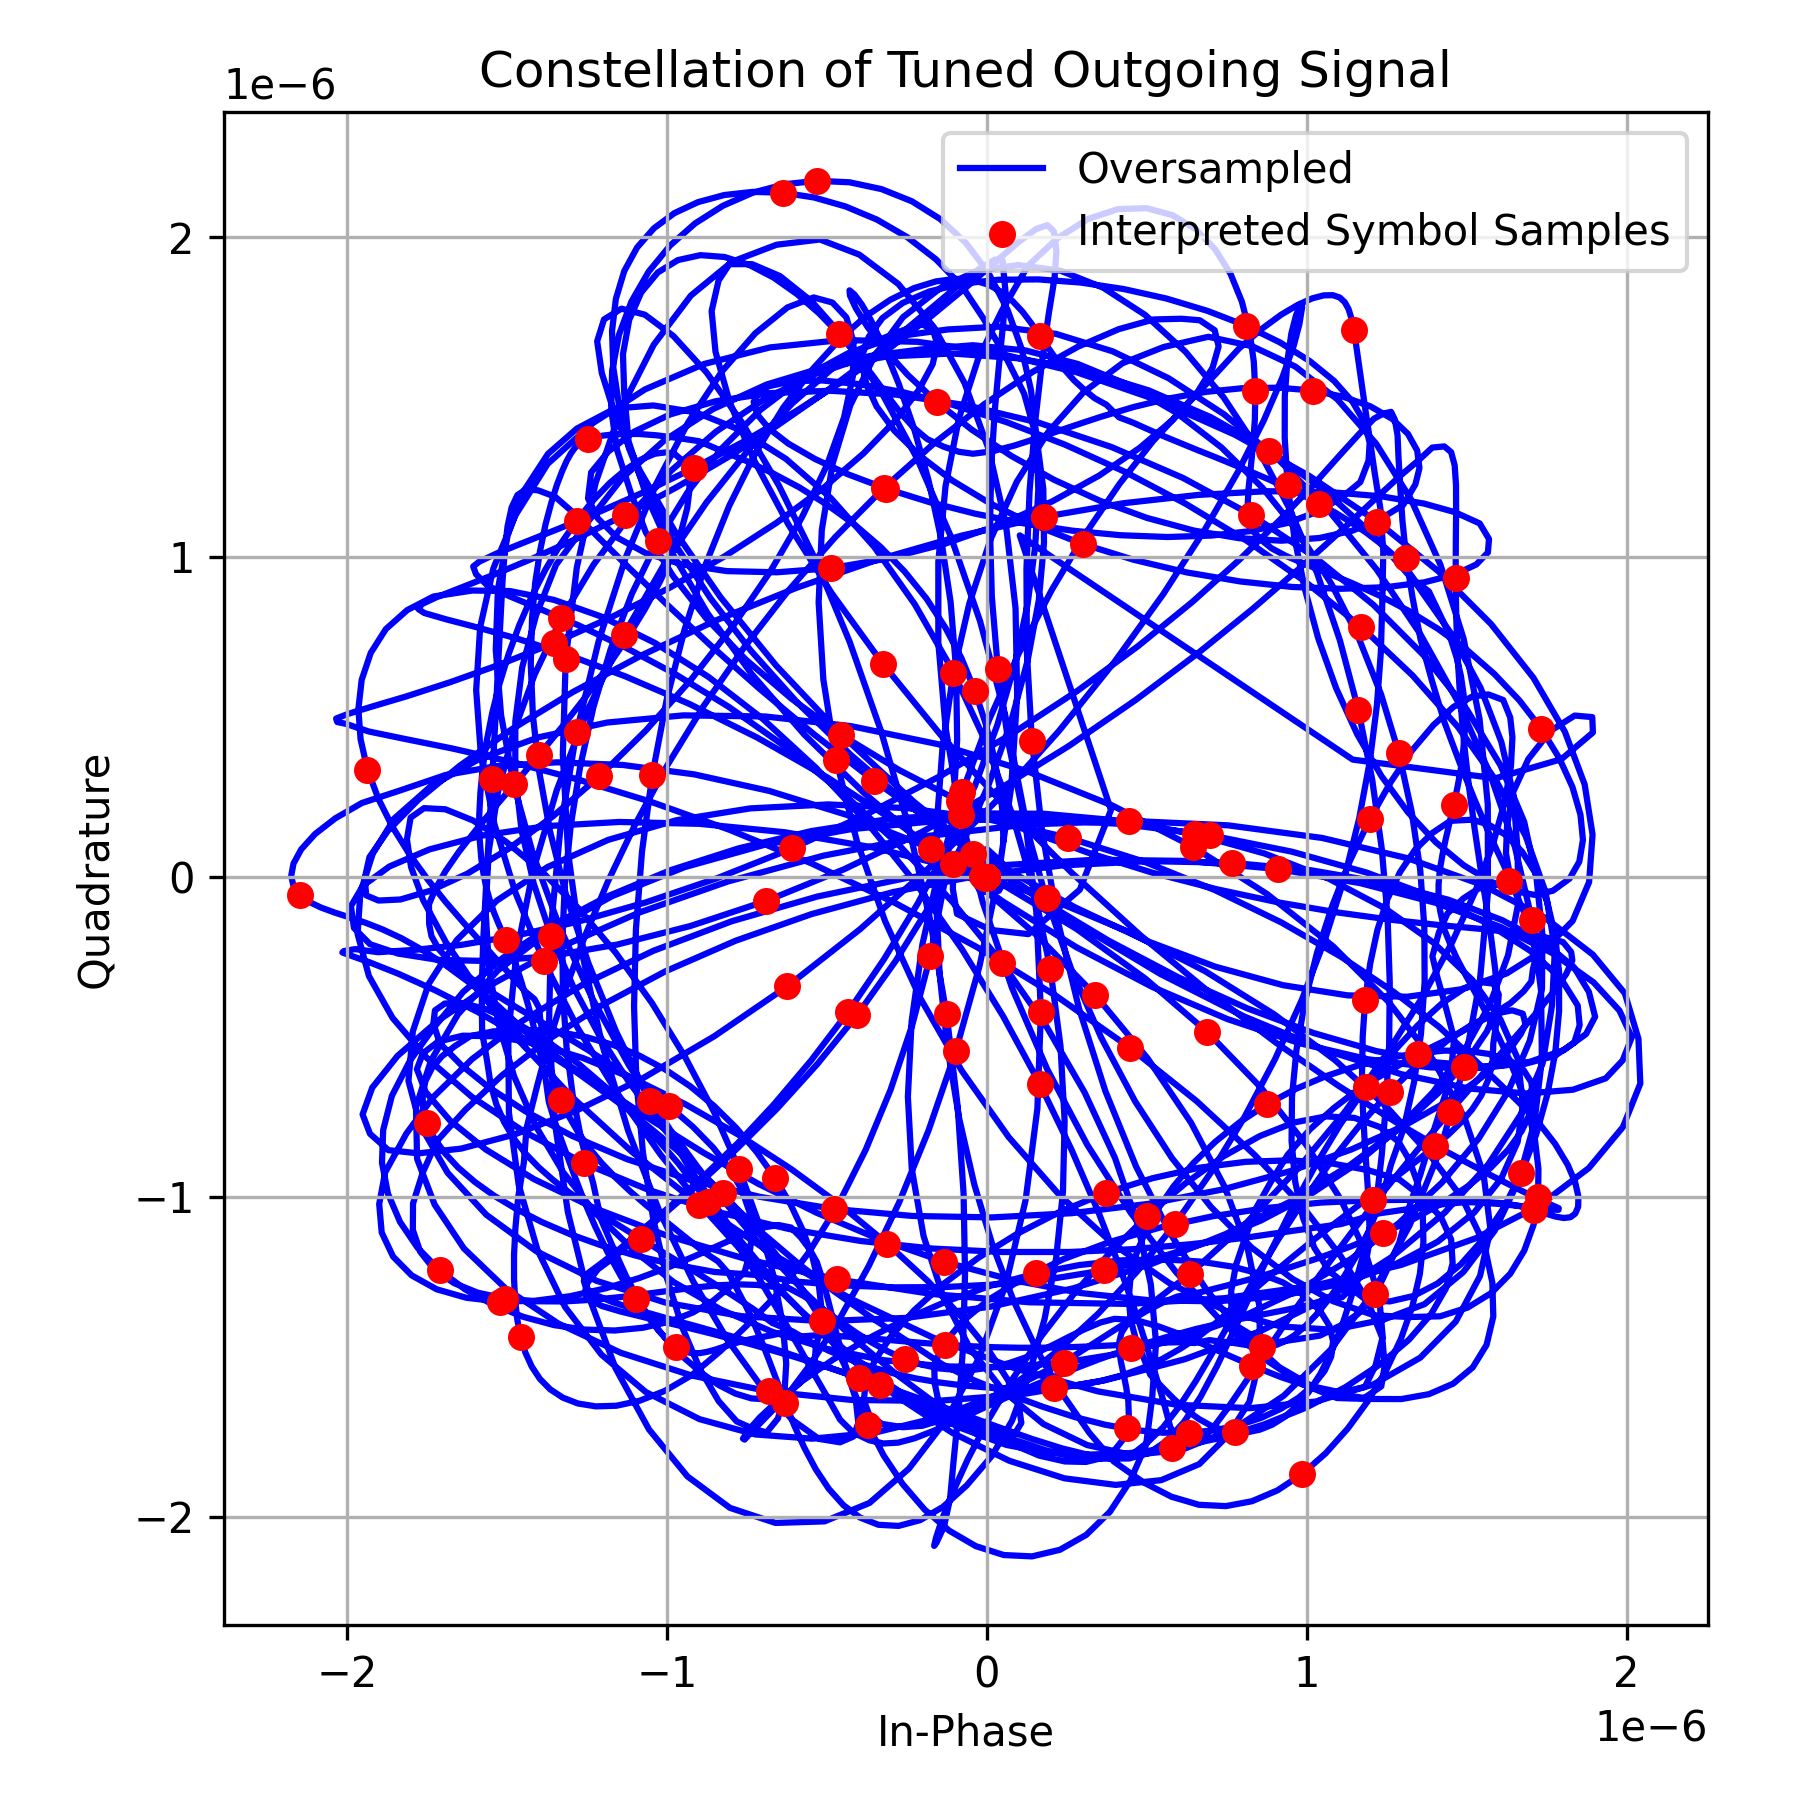 Constellation of Tuned Outgoing Signal
1e−6
Oversampled
Interpreted Symbol Samples
2
1
0
−1
−2
Quadrature
−2
−1
0
1
2
In-Phase
1e−6